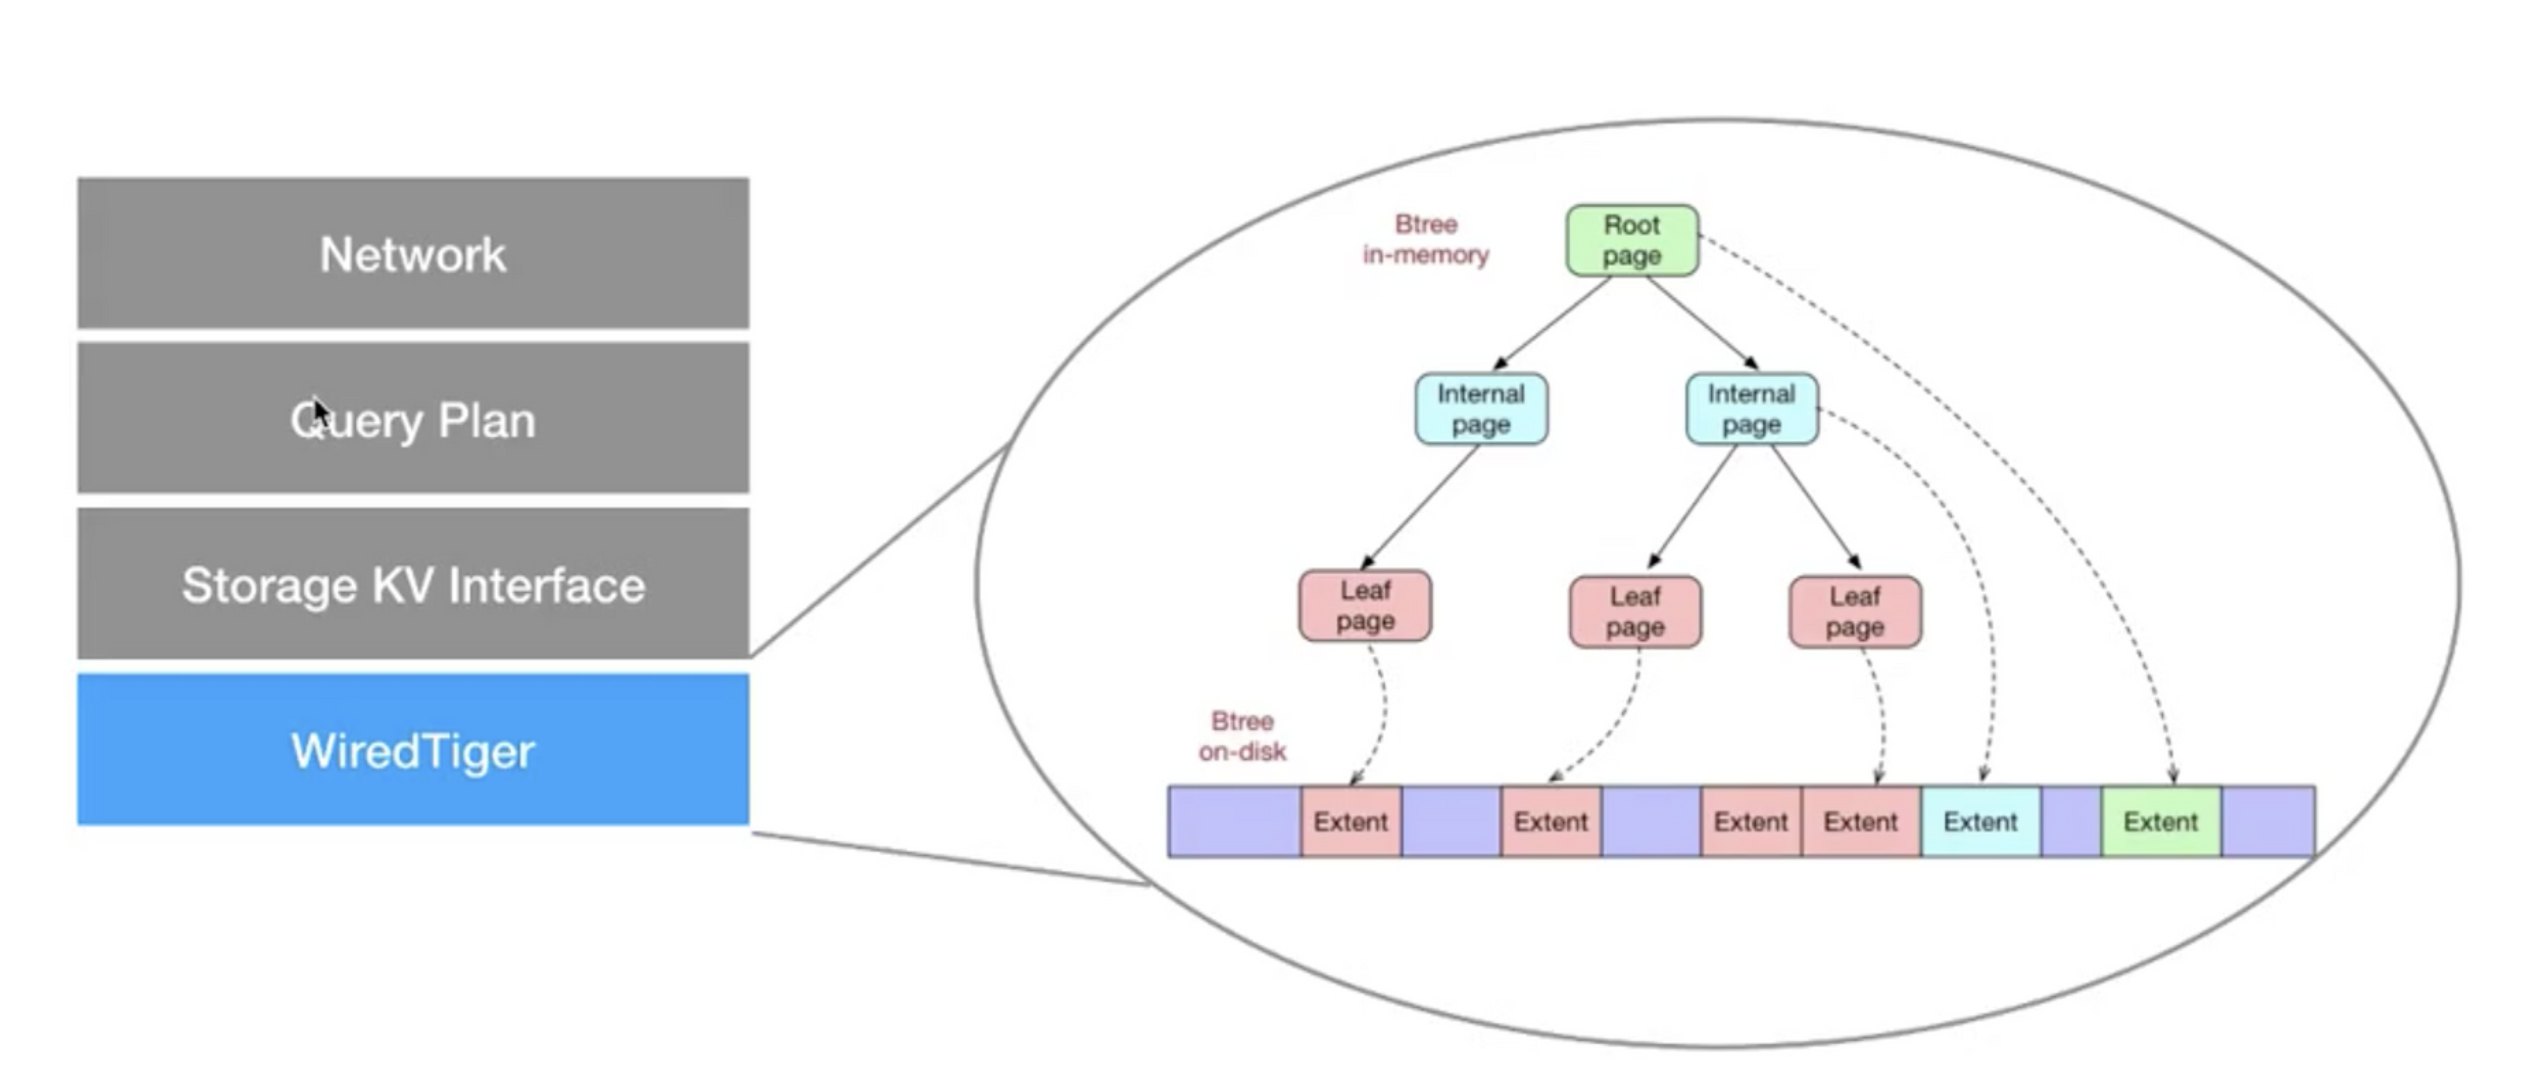 Network
Query Plan
Storage KV Interface
WiredTiger
Btree
in-memory
Root
page
Internal
page
Internal
page
Leaf
page
Leaf
page
Leaf
page
Btree
on-disk
Extent
Extent
Extent
Extent
Extent
Extent